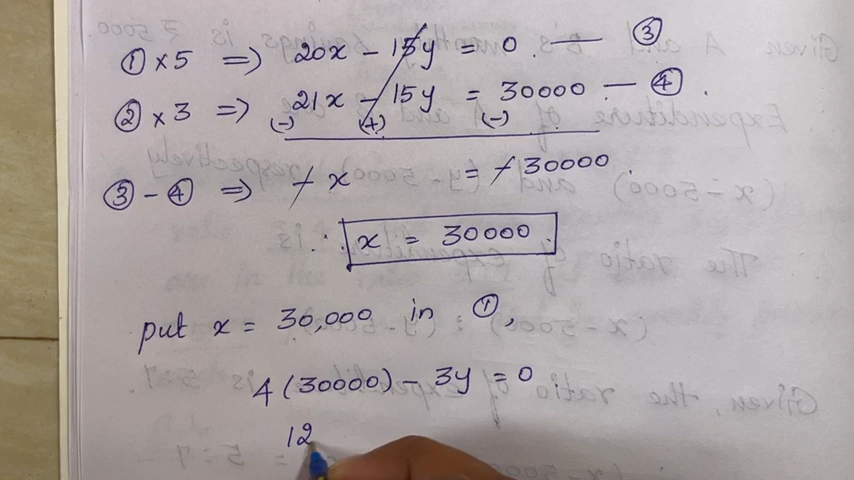 ① × 5 ⇒ 20x - 15y = 0. — ③
② × 3 ⇒ 21x - 15y = 30000 — ④.
(-) (+) (-)
③ - ④ ⇒ - x = - 30000.
∴ x = 30000
put x = 30,000 in ①,
4 (30000) - 3y = 0
12